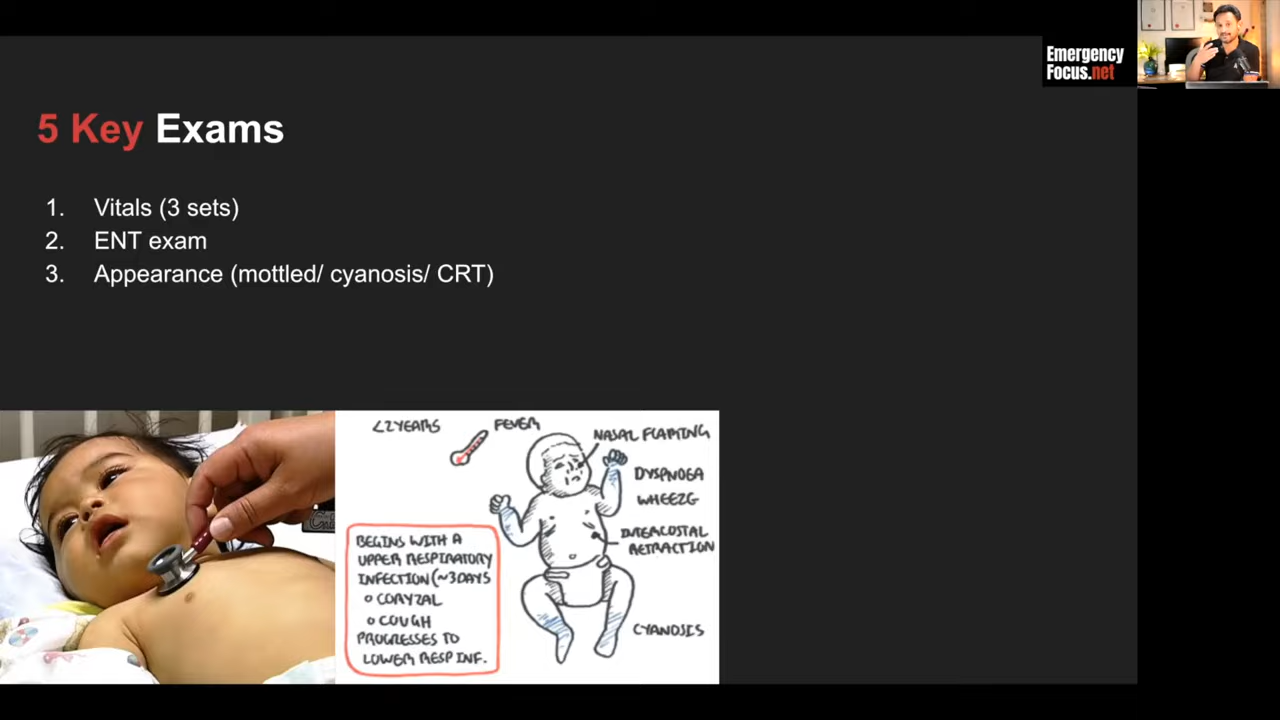 Emergency
Focus.net
5 Key Exams
1. Vitals (3 sets)
2. ENT exam
3. Appearance (mottled/ cyanosis/ CRT)
<2YEARS
FEVER
NASAL FLARING
DYSPNOEA
WHEEZE
INTERCOSTAL
RETRACTION
BEGINS WITH A
UPPER RESPIRATORY
INFECTION (~3DAYS
o CORYZAL
o COUGH
PROGRESSES TO
LOWER RESP INF.
CYANOSIS